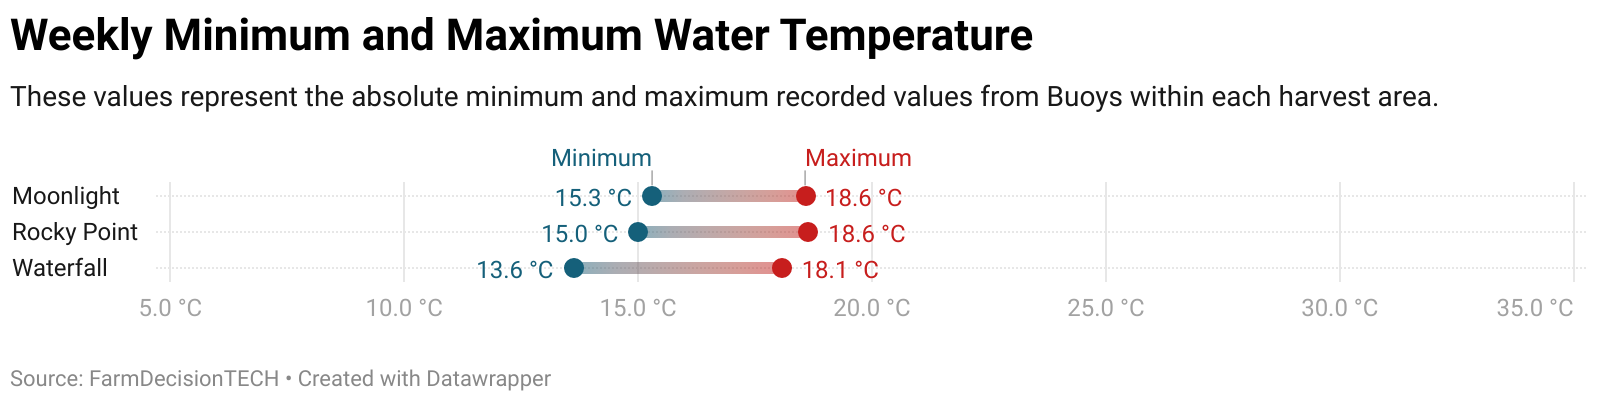 Weekly Minimum and Maximum Water Temperature
These values represent the absolute minimum and maximum recorded values from Buoys within each harvest area.
Minimum Maximum
Moonlight 15.3 °C 18.6 °C
Rocky Point 15.0 °C 18.6 °C
Waterfall 13.6 °C 18.1 °C
5.0 °C 10.0 °C 15.0 °C 20.0 °C 25.0 °C 30.0 °C 35.0 °C
Source: FarmDecisionTECH • Created with Datawrapper